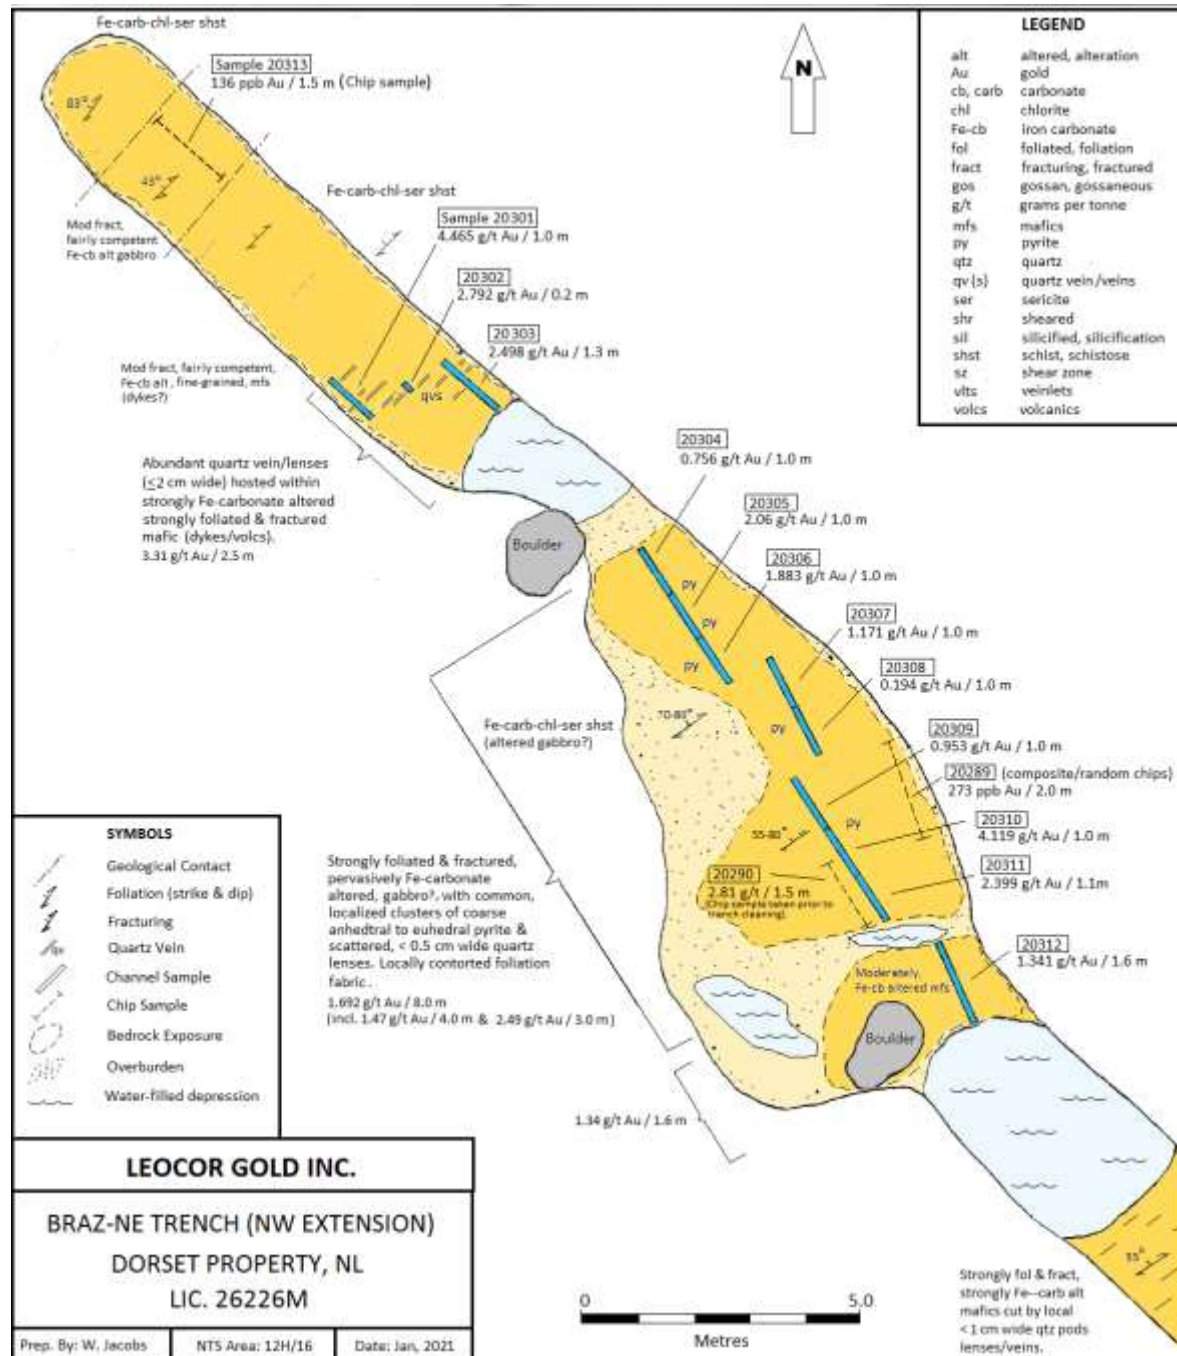 Fe-carb-chl-ser shst
Sample 20313
136 ppb Au / 1.5 m (Chip sample)
83°
43°
Mod fract,
fairly competent
Fe-cb alt gabbro
N
Fe-carb-chl-ser shst
Sample 20301
4.465 g/t Au / 1.0 m
20302
2.792 g/t Au / 0.2 m
20303
2.498 g/t Au / 1.3 m
Mod fract, fairly competent,
Fe-cb alt, fine-grained, mfs
(dykes?)
qvs
Abundant quartz vein/lenses
(≤2 cm wide) hosted within
strongly Fe-carbonate altered
strongly foliated & fractured
mafic (dykes/volcs).
3.31 g/t Au / 2.5 m
Boulder
LEGEND
alt altered, alteration
Au gold
cb, carb carbonate
chl chlorite
Fe-cb iron carbonate
fol foliated, foliation
fract fracturing, fractured
gos gossan, gossaneous
g/t grams per tonne
mfs mafics
py pyrite
qtz quartz
qv (s) quartz vein/veins
ser sericite
shr sheared
sil silicified, silicification
shst schist, schistose
sz shear zone
vlts veinlets
volcs volcanics
20304
0.756 g/t Au / 1.0 m
20305
2.06 g/t Au / 1.0 m
20306
1.883 g/t Au / 1.0 m
20307
1.171 g/t Au / 1.0 m
20308
0.194 g/t Au / 1.0 m
20309
0.953 g/t Au / 1.0 m
20289 (composite/random chips)
273 ppb Au / 2.0 m
20310
4.119 g/t Au / 1.0 m
20311
2.399 g/t Au / 1.1m
20312
1.341 g/t Au / 1.6 m
py
py
py
py
py
70-80°
55-80°
Fe-carb-chl-ser shst
(altered gabbro?)
20290
2.81 g/t / 1.5 m
(Chip sample taken prior to
trench cleaning)
Moderately,
Fe-cb altered mfs
Boulder
Strongly foliated & fractured,
pervasively Fe-carbonate
altered, gabbro?, with common,
localized clusters of coarse
anhedtral to euhedral pyrite &
scattered, < 0.5 cm wide quartz
lenses. Locally contorted foliation
fabric.
1.692 g/t Au / 8.0 m
(incl. 1.47 g/t Au / 4.0 m & 2.49 g/t Au / 3.0 m)
1.34 g/t Au / 1.6 m
SYMBOLS
Geological Contact
Foliation (strike & dip)
Fracturing
qv Quartz Vein
Channel Sample
Chip Sample
Bedrock Exposure
Overburden
Water-filled depression
LEOCOR GOLD INC.
BRAZ-NE TRENCH (NW EXTENSION)
DORSET PROPERTY, NL
LIC. 26226M
Prep. By: W. Jacobs NTS Area: 12H/16 Date: Jan, 2021
0 5.0
Metres
55°
Strongly fol & fract,
strongly Fe--carb alt
mafics cut by local
<1 cm wide qtz pods
lenses/veins.